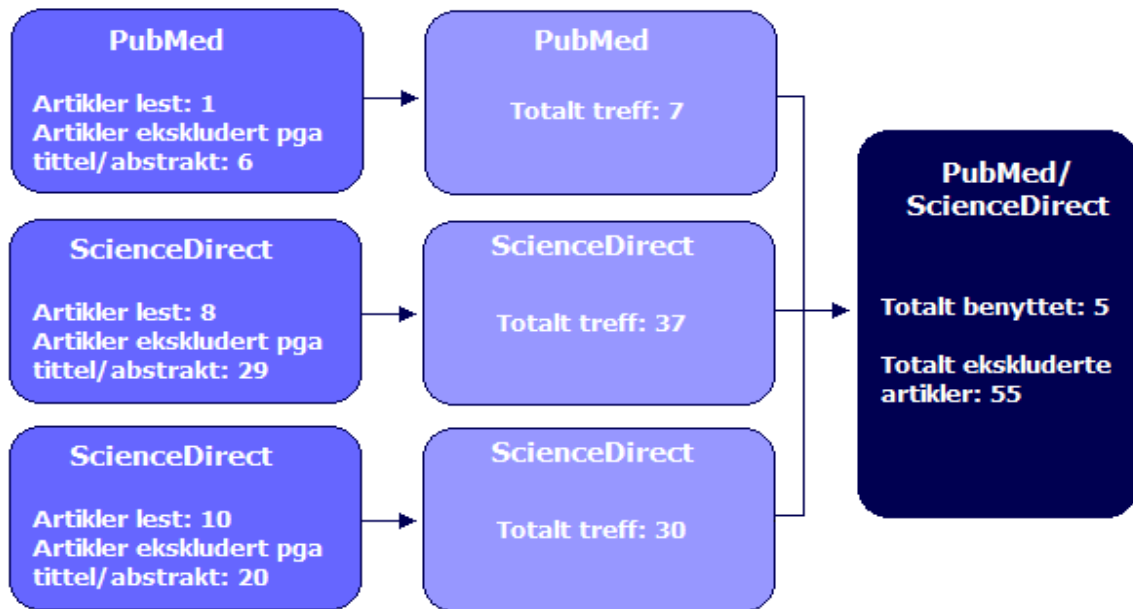 PubMed
Artikler lest: 1
Artikler ekskludert pga
tittel/abstrakt: 6
PubMed
Totalt treff: 7
ScienceDirect
Artikler lest: 8
Artikler ekskludert pga
tittel/abstrakt: 29
ScienceDirect
Totalt treff: 37
ScienceDirect
Artikler lest: 10
Artikler ekskludert pga
tittel/abstrakt: 20
ScienceDirect
Totalt treff: 30
PubMed/
ScienceDirect
Totalt benyttet: 5
Totalt ekskluderte
artikler: 55